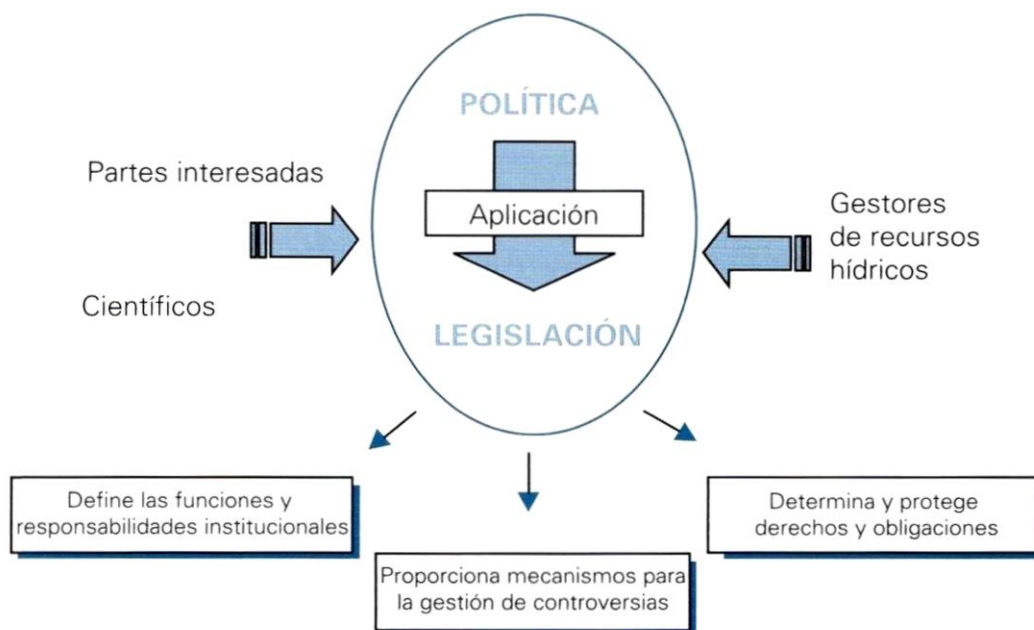 POLÍTICA
Partes interesadas
Aplicación
Gestores
de recursos
hídricos
Científicos
LEGISLACIÓN
Define las funciones y
responsabilidades institucionales
Proporciona mecanismos para
la gestión de controversias
Determina y protege
derechos y obligaciones